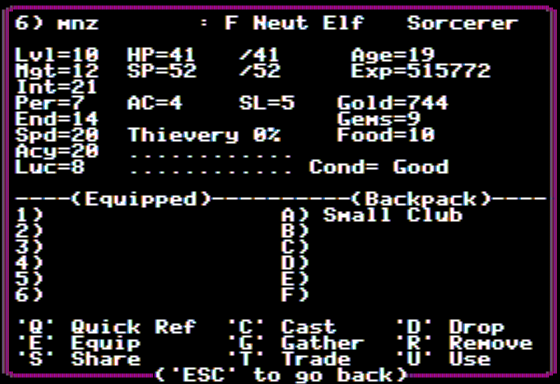 6) mnz : F Neut Elf Sorcerer
Lvl=10 HP=41 /41 Age=19
Mgt=12 SP=52 /52 Exp=515772
Int=21
Per=7 AC=4 SL=5 Gold=744
End=14 Gems=9
Spd=20 Thievery 0% Food=10
Acy=20 ............
Luc=8 ............ Cond= Good
----(Equipped)----------(Backpack)----
1) A) Small Club
2) B)
3) C)
4) D)
5) E)
6) F)
'Q' Quick Ref 'C' Cast 'D' Drop
'E' Equip 'G' Gather 'R' Remove
'S' Share 'T' Trade 'U' Use
('ESC' to go back)